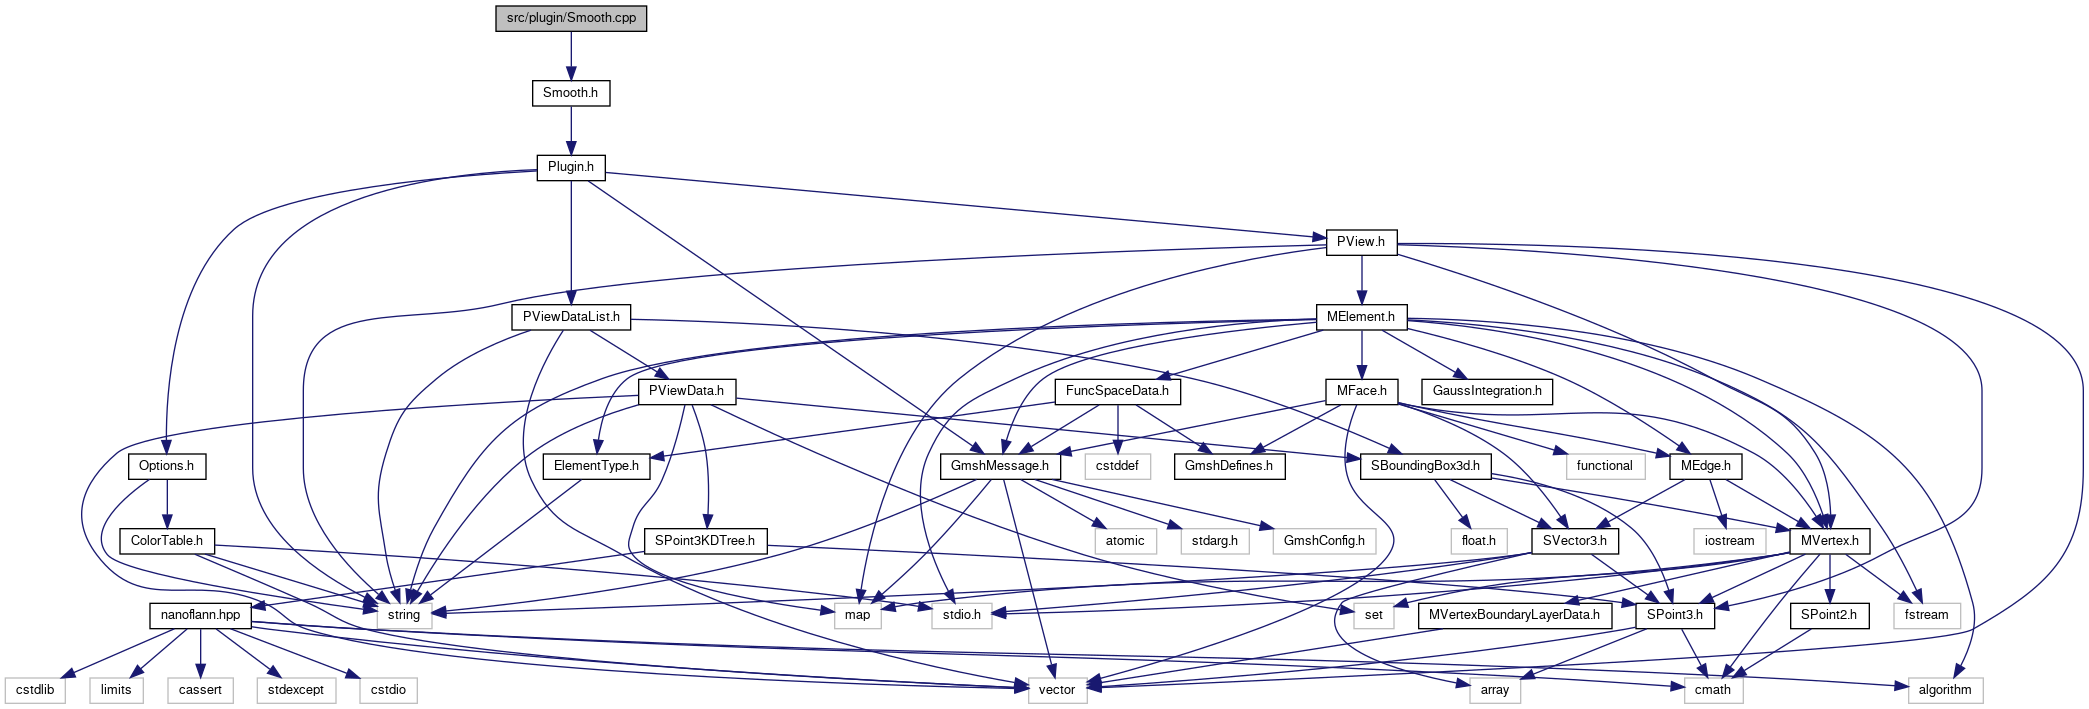 src/plugin/Smooth.cpp
Smooth.h
Plugin.h
PView.h
PViewDataList.h
MElement.h
PViewData.h
FuncSpaceData.h
MFace.h
GaussIntegration.h
Options.h
ElementType.h
GmshMessage.h
cstddef
GmshDefines.h
SBoundingBox3d.h
functional
MEdge.h
ColorTable.h
SPoint3KDTree.h
atomic
stdarg.h
GmshConfig.h
float.h
SVector3.h
iostream
MVertex.h
nanoflann.hpp
string
map
stdio.h
set
MVertexBoundaryLayerData.h
SPoint3.h
SPoint2.h
fstream
cstdlib
limits
cassert
stdexcept
cstdio
vector
array
cmath
algorithm